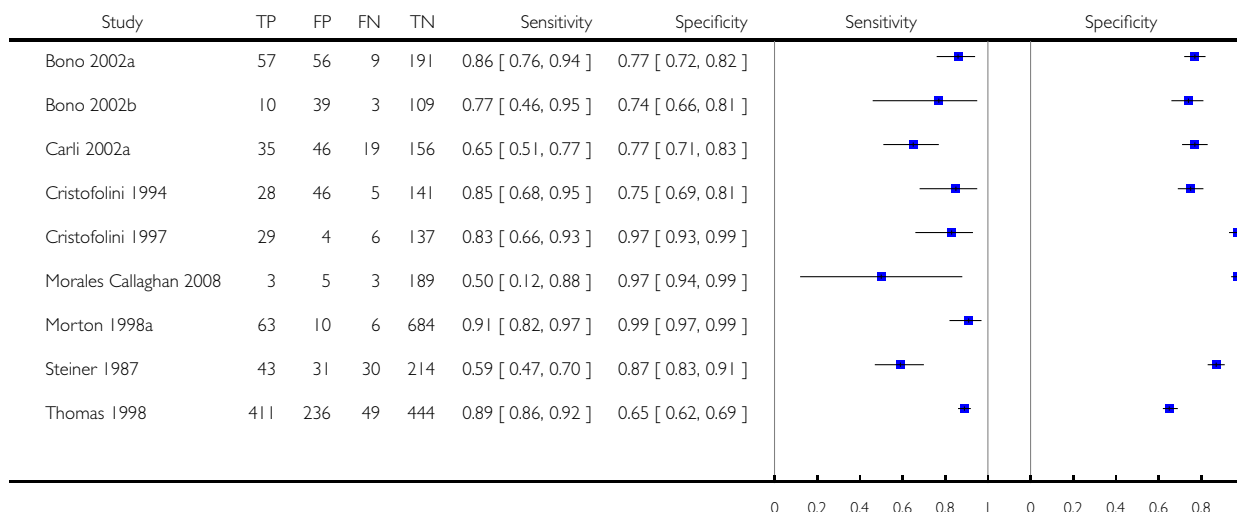 Study TP FP FN TN Sensitivity Specificity Sensitivity Specificity
Bono 2002a 57 56 9 191 0.86 [ 0.76, 0.94 ] 0.77 [ 0.72, 0.82 ]
Bono 2002b 10 39 3 109 0.77 [ 0.46, 0.95 ] 0.74 [ 0.66, 0.81 ]
Carli 2002a 35 46 19 156 0.65 [ 0.51, 0.77 ] 0.77 [ 0.71, 0.83 ]
Cristofolini 1994 28 46 5 141 0.85 [ 0.68, 0.95 ] 0.75 [ 0.69, 0.81 ]
Cristofolini 1997 29 4 6 137 0.83 [ 0.66, 0.93 ] 0.97 [ 0.93, 0.99 ]
Morales Callaghan 2008 3 5 3 189 0.50 [ 0.12, 0.88 ] 0.97 [ 0.94, 0.99 ]
Morton 1998a 63 10 6 684 0.91 [ 0.82, 0.97 ] 0.99 [ 0.97, 0.99 ]
Steiner 1987 43 31 30 214 0.59 [ 0.47, 0.70 ] 0.87 [ 0.83, 0.91 ]
Thomas 1998 411 236 49 444 0.89 [ 0.86, 0.92 ] 0.65 [ 0.62, 0.69 ]
0 0.2 0.4 0.6 0.8 1 0 0.2 0.4 0.6 0.8